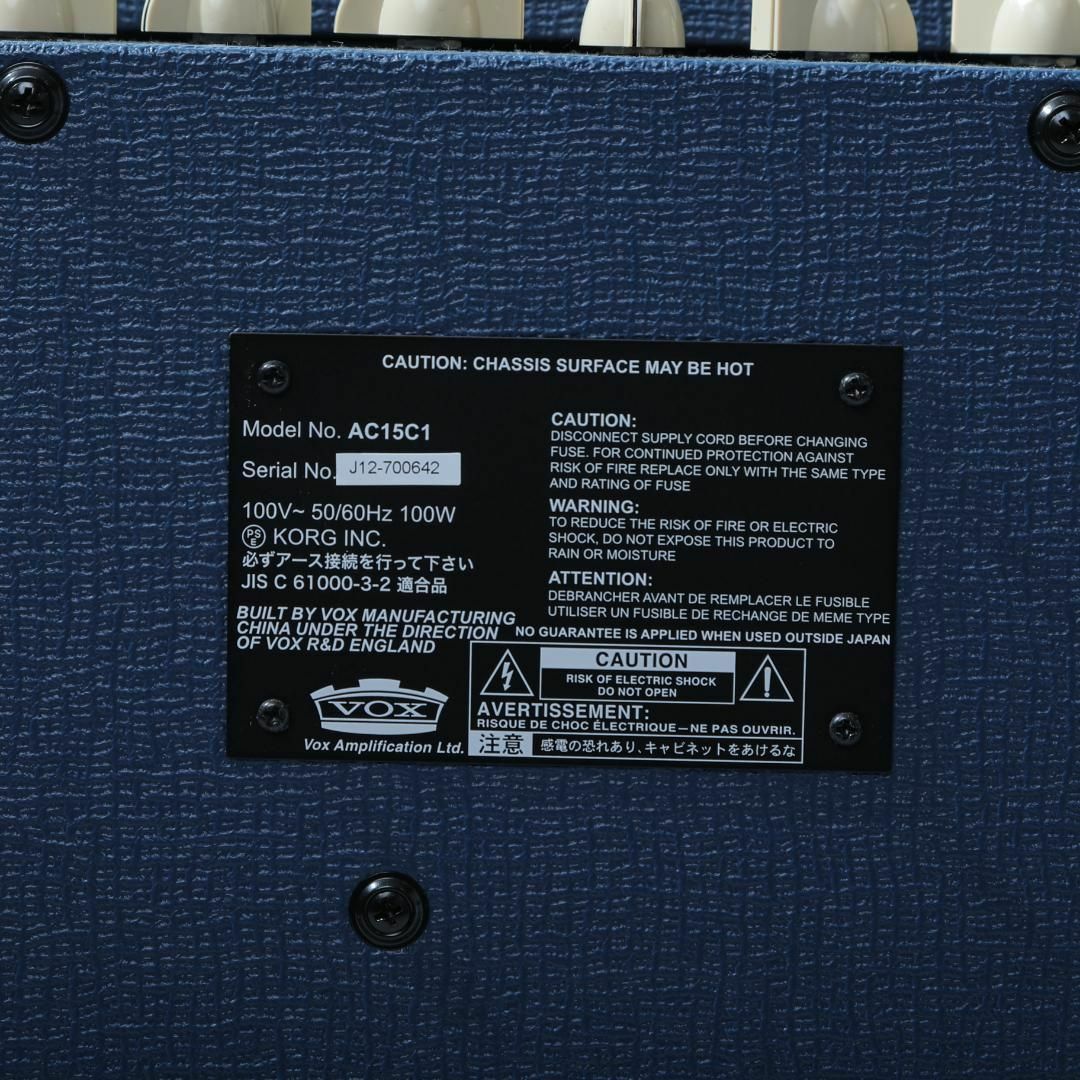 CAUTION: CHASSIS SURFACE MAY BE HOT
Model No. AC15C1
Serial No. J12-700642
100V~ 50/60Hz 100W
PS E KORG INC.
必ずアース接続を行って下さい
JIS C 61000-3-2 適合品
BUILT BY VOX MANUFACTURING
CHINA UNDER THE DIRECTION
OF VOX R&D ENGLAND
VOX
Vox Amplification Ltd.
CAUTION:
DISCONNECT SUPPLY CORD BEFORE CHANGING
FUSE. FOR CONTINUED PROTECTION AGAINST
RISK OF FIRE REPLACE ONLY WITH THE SAME TYPE
AND RATING OF FUSE
WARNING:
TO REDUCE THE RISK OF FIRE OR ELECTRIC
SHOCK, DO NOT EXPOSE THIS PRODUCT TO
RAIN OR MOISTURE
ATTENTION:
DEBRANCHER AVANT DE REMPLACER LE FUSIBLE
UTILISER UN FUSIBLE DE RECHANGE DE MEME TYPE
NO GUARANTEE IS APPLIED WHEN USED OUTSIDE JAPAN
CAUTION
RISK OF ELECTRIC SHOCK
DO NOT OPEN
AVERTISSEMENT:
RISQUE DE CHOC ÉLECTRIQUE—NE PAS OUVRIR.
注意 感電の恐れあり、キャビネットをあけるな